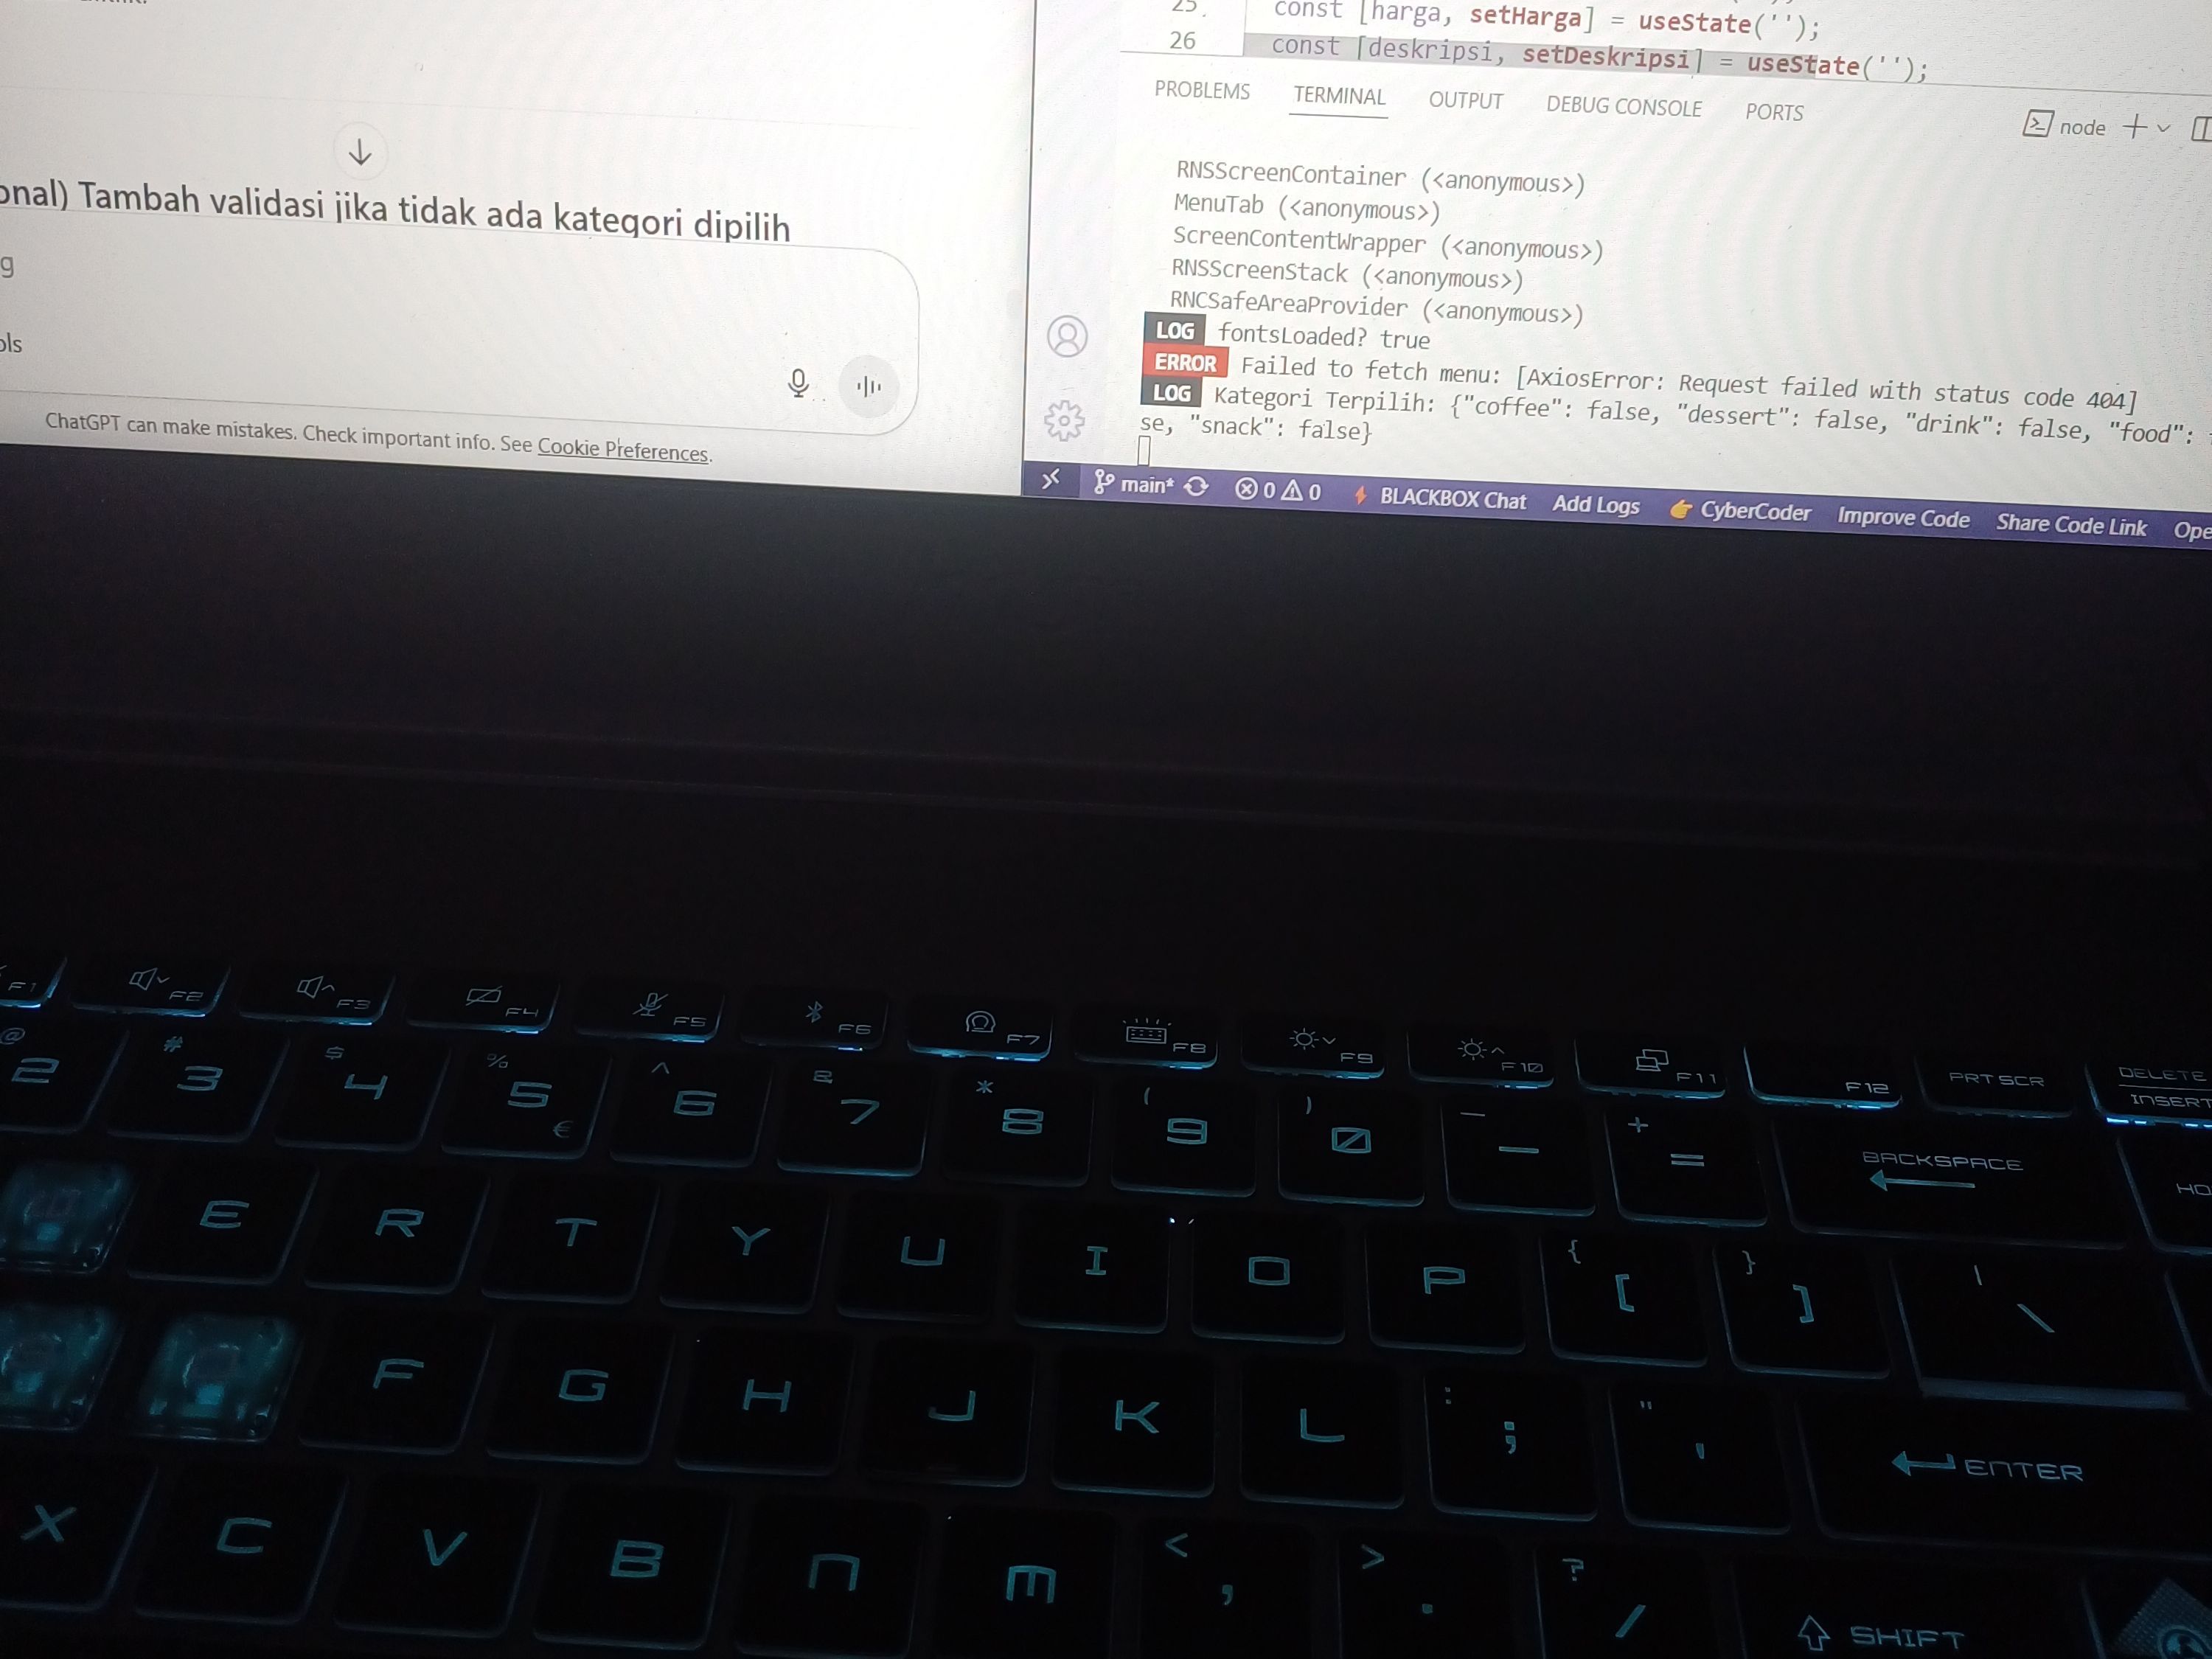 onal) Tambah validasi jika tidak ada kategori dipilih
g
ols
ChatGPT can make mistakes. Check important info. See Cookie Preferences.
25
const [harga, setHarga] = useState('');
26
const [deskripsi, setDeskripsi] = useState('');
PROBLEMS TERMINAL OUTPUT DEBUG CONSOLE PORTS
node
RNSScreenContainer (<anonymous>)
MenuTab (<anonymous>)
ScreenContentWrapper (<anonymous>)
RNSScreenStack (<anonymous>)
RNCSafeAreaProvider (<anonymous>)
LOG fontsLoaded? true
ERROR Failed to fetch menu: [AxiosError: Request failed with status code 404]
LOG Kategori Terpilih: {"coffee": false, "dessert": false, "drink": false, "food":
se, "snack": false}
main* 0 0 BLACKBOX Chat Add Logs CyberCoder Improve Code Share Code Link Ope
F1 F2 F3 F4 F5 F6 F7 F8 F9 F10 F11 F12 PRT SCR DELETE INSERT
@ 2 # 3 $ 4 % 5 € ^ 6 & 7 * 8 ( 9 ) 0 _ - + = BACKSPACE HO
E R T Y U I O P { [ } ] | \
F G H J K L : ; " ' ENTER
X C V B N M < , > . ? / SHIFT